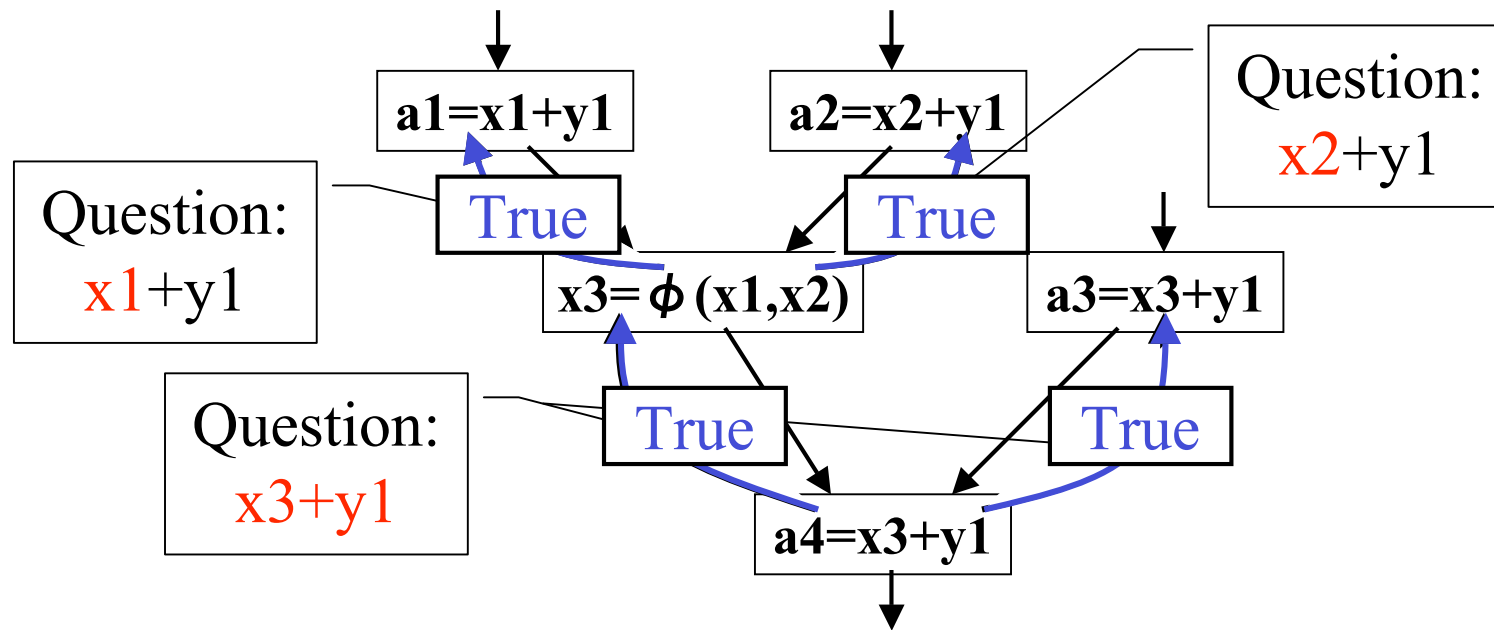 a1=x1+y1
a2=x2+y1
Question:
x2+y1
Question:
x1+y1
True
True
x3=ϕ(x1,x2)
a3=x3+y1
Question:
x3+y1
True
True
a4=x3+y1